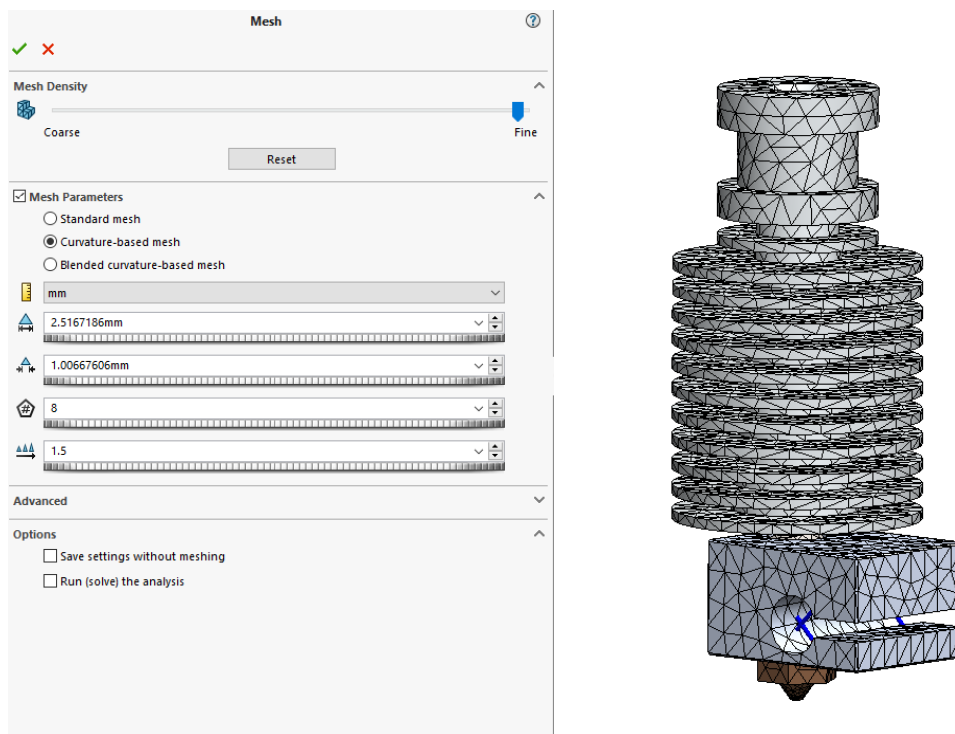 Mesh
Mesh Density
Coarse
Fine
Reset
Mesh Parameters
Standard mesh
Curvature-based mesh
Blended curvature-based mesh
mm
2.5167186mm
1.00667606mm
8
1.5
Advanced
Options
Save settings without meshing
Run (solve) the analysis